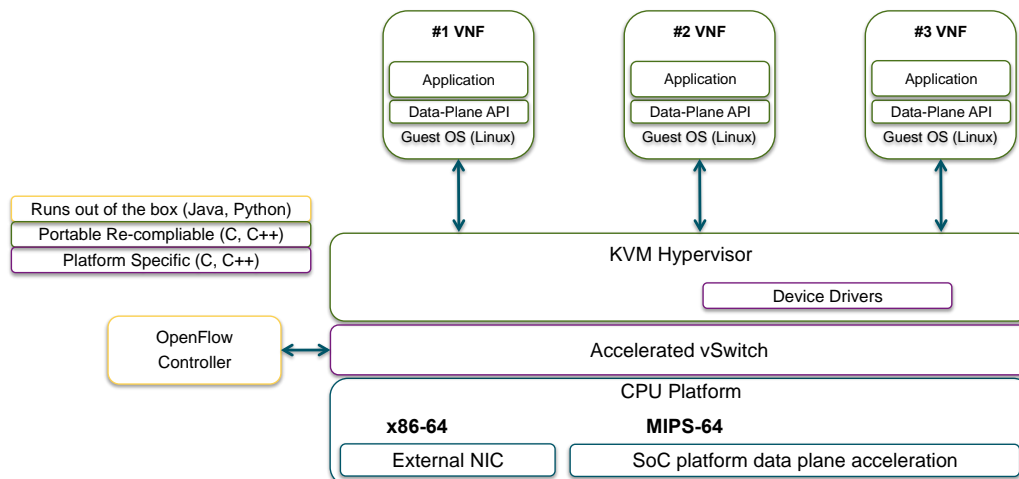 #1 VNF
#2 VNF
#3 VNF
Application
Application
Application
Data-Plane API
Data-Plane API
Data-Plane API
Guest OS (Linux)
Guest OS (Linux)
Guest OS (Linux)
Runs out of the box (Java, Python)
Portable Re-compliable (C, C++)
Platform Specific (C, C++)
KVM Hypervisor
Device Drivers
OpenFlow
Controller
Accelerated vSwitch
CPU Platform
x86-64
MIPS-64
External NIC
SoC platform data plane acceleration